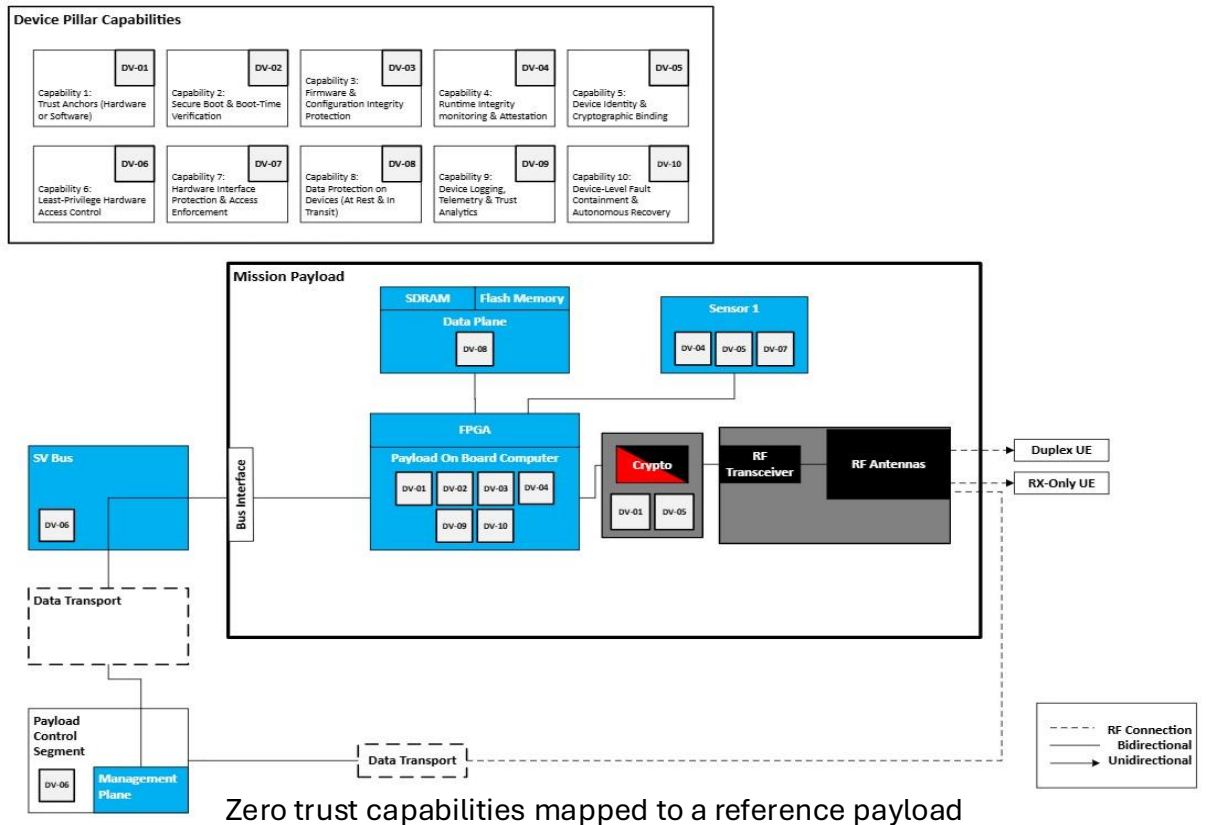 Device Pillar Capabilities
DV-01
Capability 1:
Trust Anchors (Hardware
or Software)
DV-02
Capability 2:
Secure Boot & Boot-Time
Verification
DV-03
Capability 3:
Firmware &
Configuration Integrity
Protection
DV-04
Capability 4:
Runtime Integrity
monitoring & Attestation
DV-05
Capability 5:
Device Identity &
Cryptographic Binding
DV-06
Capability 6:
Least-Privilege Hardware
Access Control
DV-07
Capability 7:
Hardware Interface
Protection & Access
Enforcement
DV-08
Capability 8:
Data Protection on
Devices (At Rest & In
Transit)
DV-09
Capability 9:
Device Logging,
Telemetry & Trust
Analytics
DV-10
Capability 10:
Device-Level Fault
Containment &
Autonomous Recovery
Mission Payload
SDRAM
Flash Memory
Data Plane
DV-08
Sensor 1
DV-04 DV-05 DV-07
FPGA
Payload On Board Computer
DV-01 DV-02 DV-03 DV-04
DV-09 DV-10
Crypto
DV-01 DV-05
RF
Transceiver
RF Antennas
Duplex UE
RX-Only UE
SV Bus
DV-06
Bus Interface
Data Transport
Payload
Control
Segment
DV-06
Management
Plane
Data Transport
RF Connection
Bidirectional
Unidirectional
Zero trust capabilities mapped to a reference payload